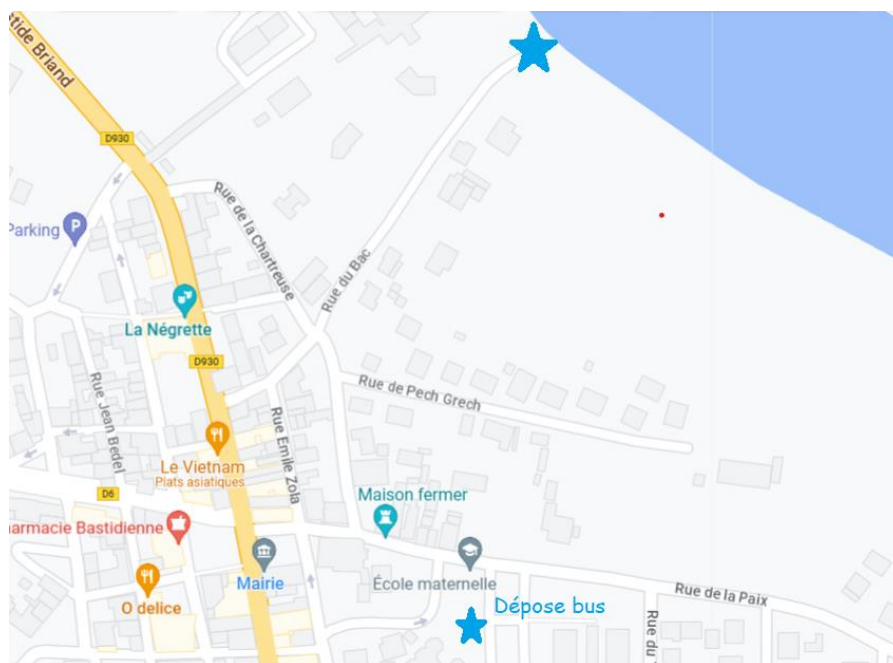 tide Briand
D930
Rue de la Chartreuse
Parking
P
Rue du Bac
La Négrette
D930
Rue de Pech Grech
Rue Jean Bedel
Rue Emile Zola
Le Vietnam
Plats asiatiques
D6
Maison fermer
armacie Bastidienne
Mairie
École maternelle
Rue de la Paix
O delice
Dépose bus
Rue du